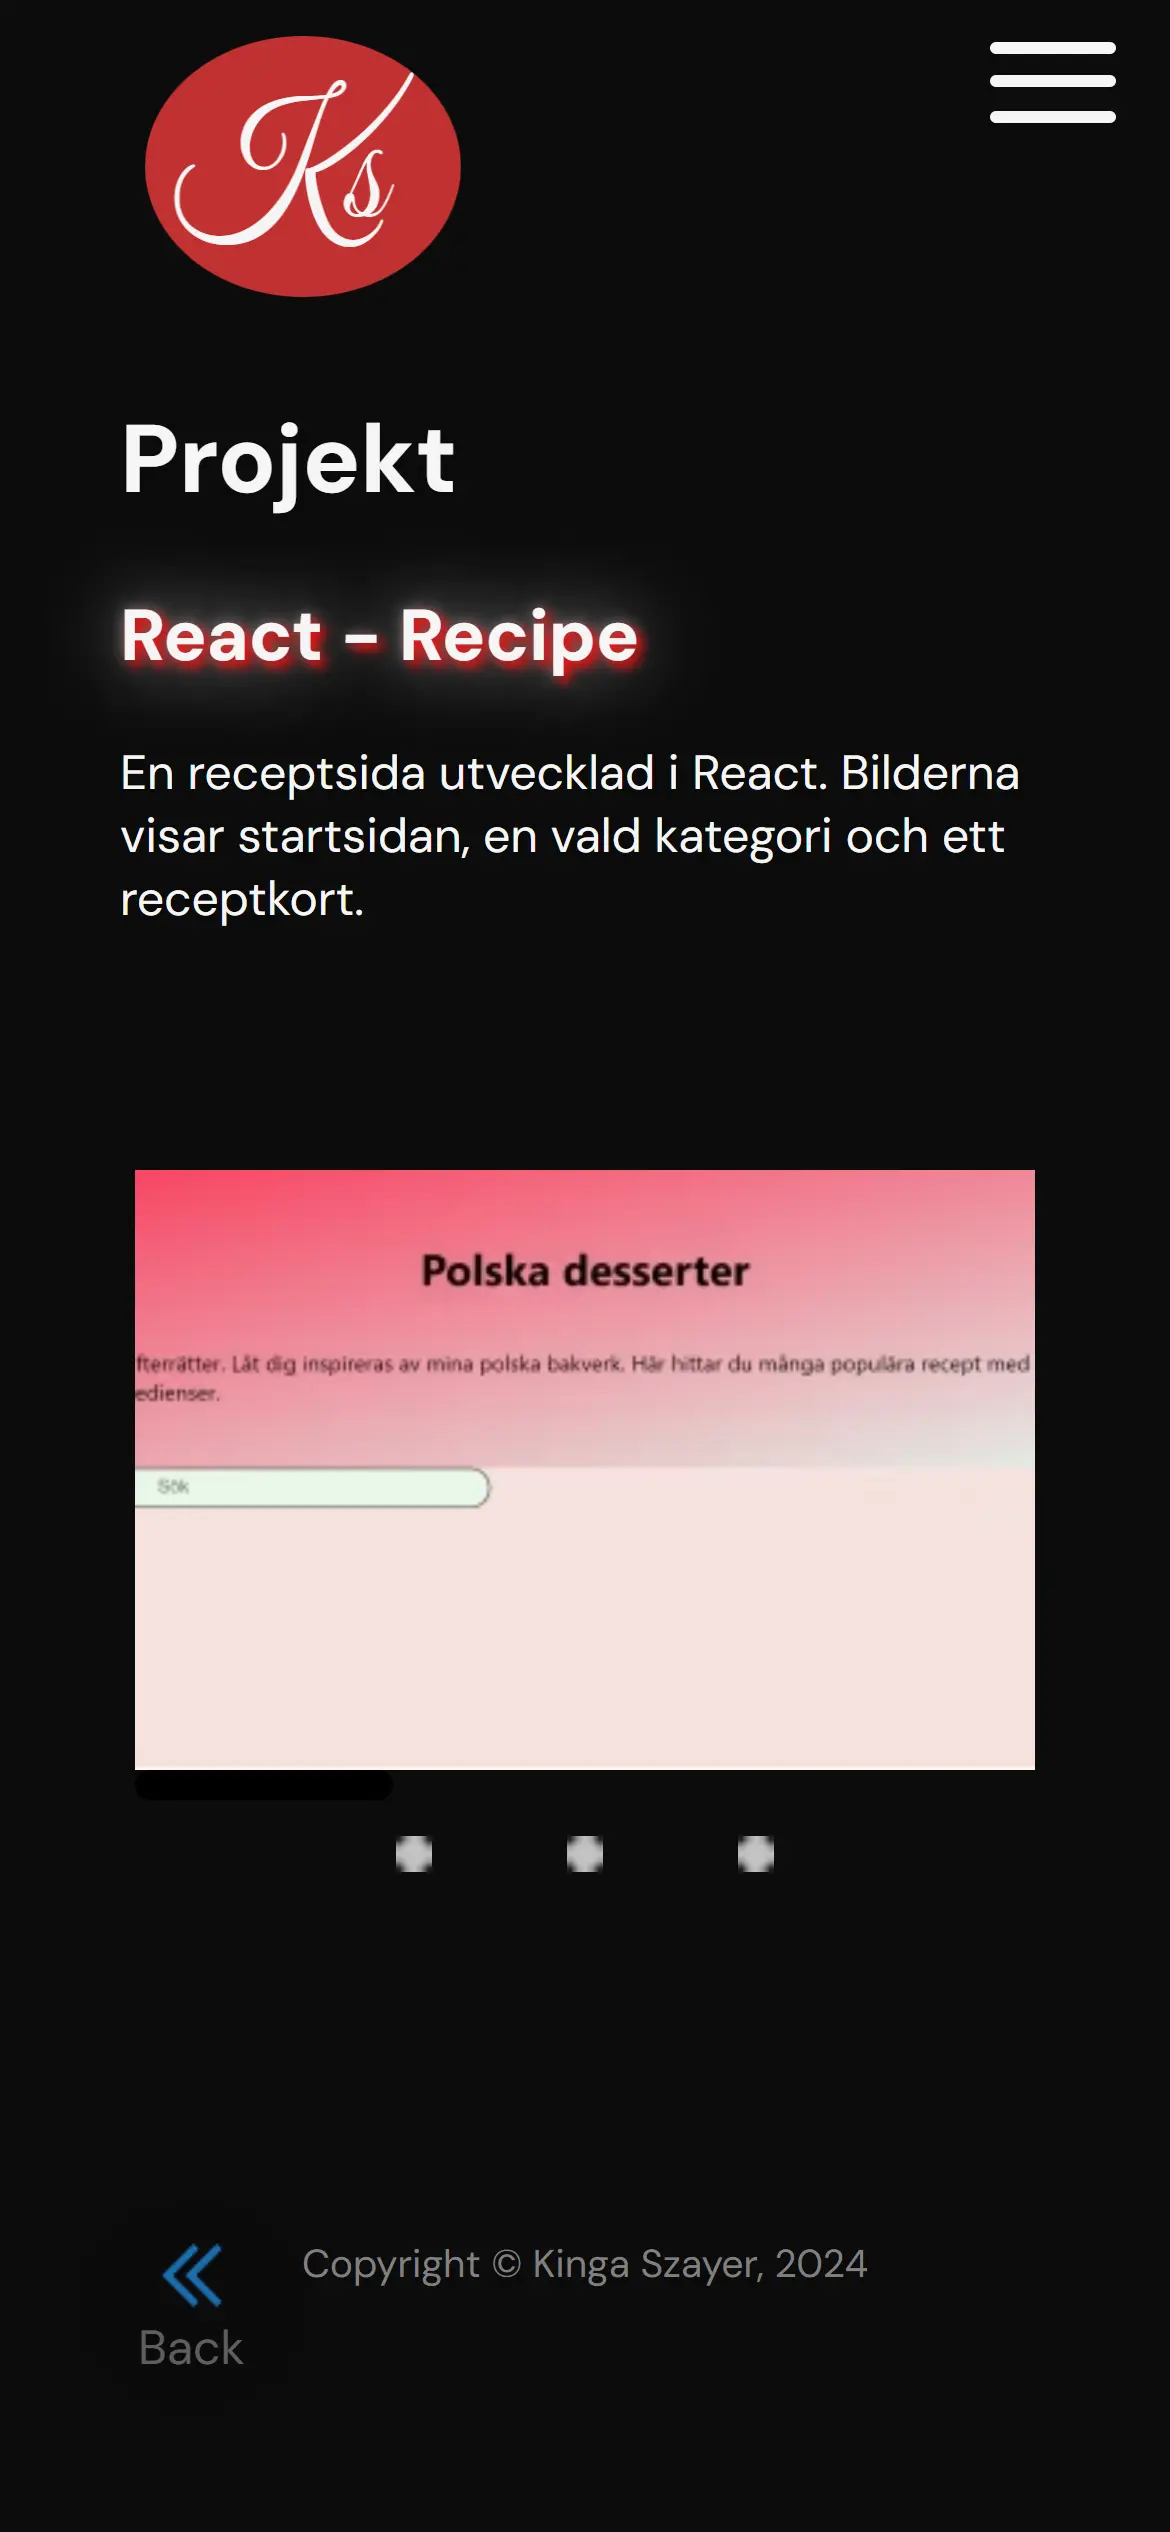 Ks
Projekt
React - Recipe
En receptsida utvecklad i React. Bilderna
visar startsidan, en vald kategori och ett
receptkort.
Polska desserter
fterrätter. Låt dig inspireras av mina polska bakverk. Här hittar du många populära recept med
edienser.
Sök
Copyright © Kinga Szayer, 2024
Back